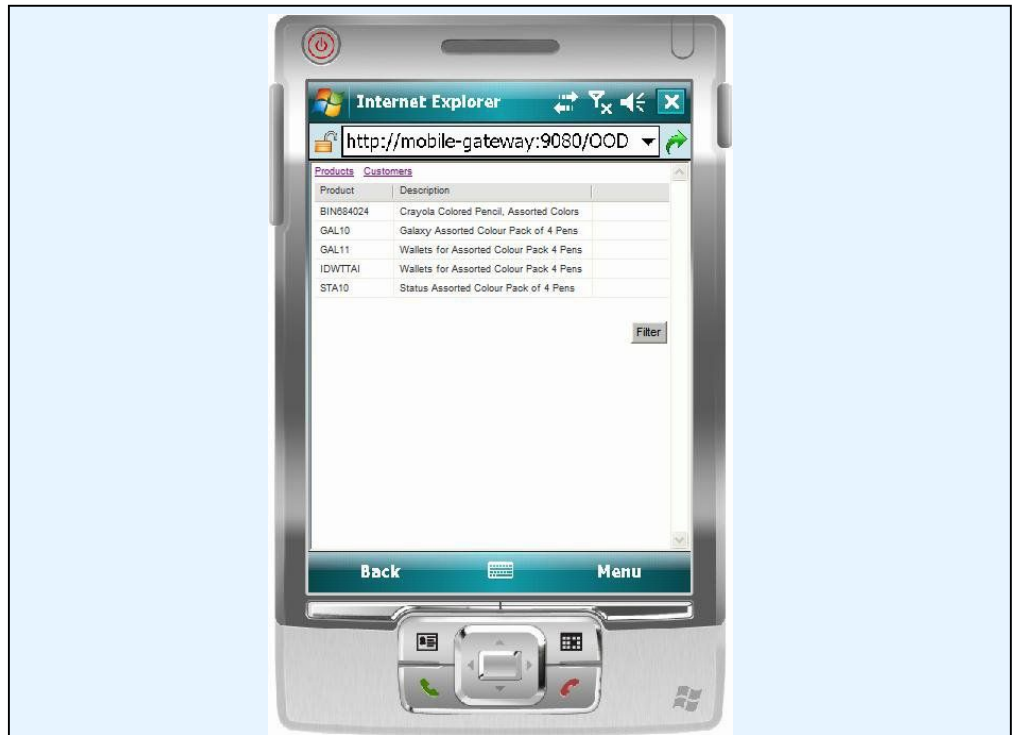 Internet Explorer
http://mobile-gateway:9080/OOD
Products Customers
Product Description
BIN684024 Crayola Colored Pencil, Assorted Colors
GAL10 Galaxy Assorted Colour Pack of 4 Pens
GAL11 Wallets for Assorted Colour Pack 4 Pens
IDWTTAI Wallets for Assorted Colour Pack 4 Pens
STA10 Status Assorted Colour Pack of 4 Pens
Filter
Back Menu